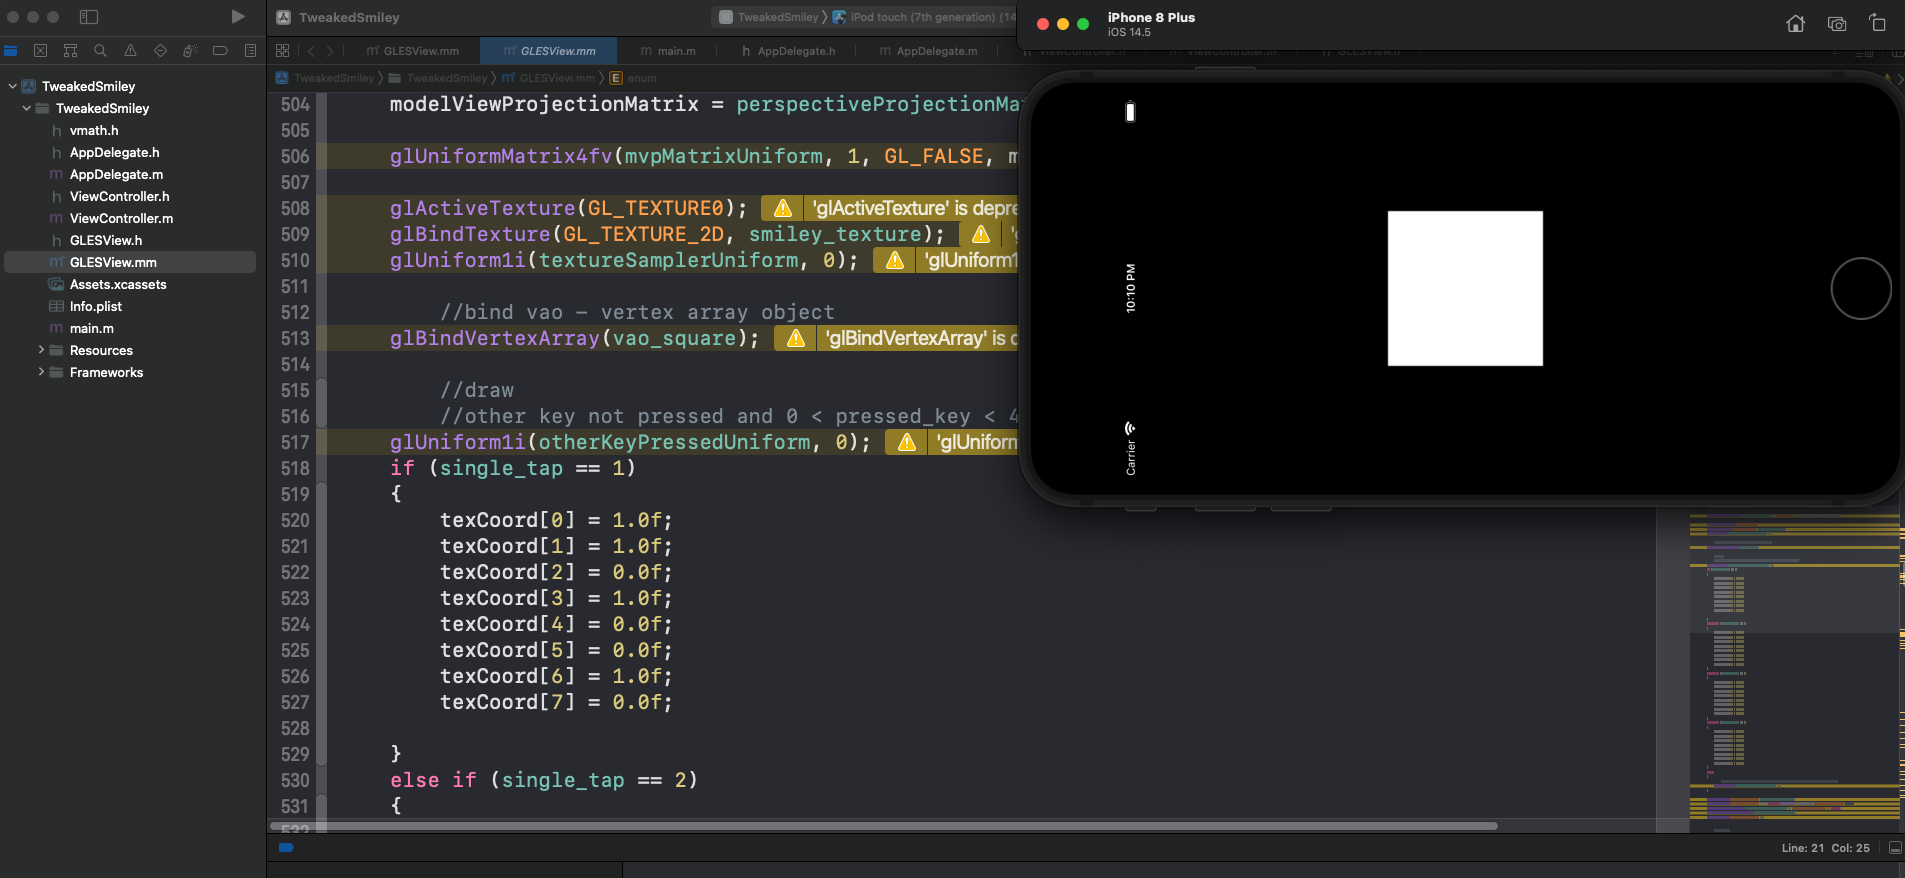 TweakedSmiley
TweakedSmiley
iPod touch (7th generation) (14
iPhone 8 Plus
iOS 14.5
GLESView.mm
GLESView.mm
main.m
AppDelegate.h
AppDelegate.m
ViewController.h
ViewController.m
GLESView.h
TweakedSmiley
TweakedSmiley
GLESView.mm
E
enum
TweakedSmiley
TweakedSmiley
h vmath.h
h AppDelegate.h
m AppDelegate.m
h ViewController.h
m ViewController.m
h GLESView.h
m GLESView.mm
Assets.xcassets
Info.plist
m main.m
Resources
Frameworks
504 modelViewProjectionMatrix = perspectiveProjectionMa
505
506 glUniformMatrix4fv(mvpMatrixUniform, 1, GL_FALSE, m
507
508 glActiveTexture(GL_TEXTURE0); 'glActiveTexture' is depre
509 glBindTexture(GL_TEXTURE_2D, smiley_texture); 'g
510 glUniform1i(textureSamplerUniform, 0); 'glUniform1
511
512 //bind vao - vertex array object
513 glBindVertexArray(vao_square); 'glBindVertexArray' is d
514
515 //draw
516 //other key not pressed and 0 < pressed_key < 4
517 glUniform1i(otherKeyPressedUniform, 0); 'glUniform
518 if (single_tap == 1)
519 {
520 texCoord[0] = 1.0f;
521 texCoord[1] = 1.0f;
522 texCoord[2] = 0.0f;
523 texCoord[3] = 1.0f;
524 texCoord[4] = 0.0f;
525 texCoord[5] = 0.0f;
526 texCoord[6] = 1.0f;
527 texCoord[7] = 0.0f;
528
529 }
530 else if (single_tap == 2)
531 {
532
10:10 PM
Carrier
Line: 21 Col: 25